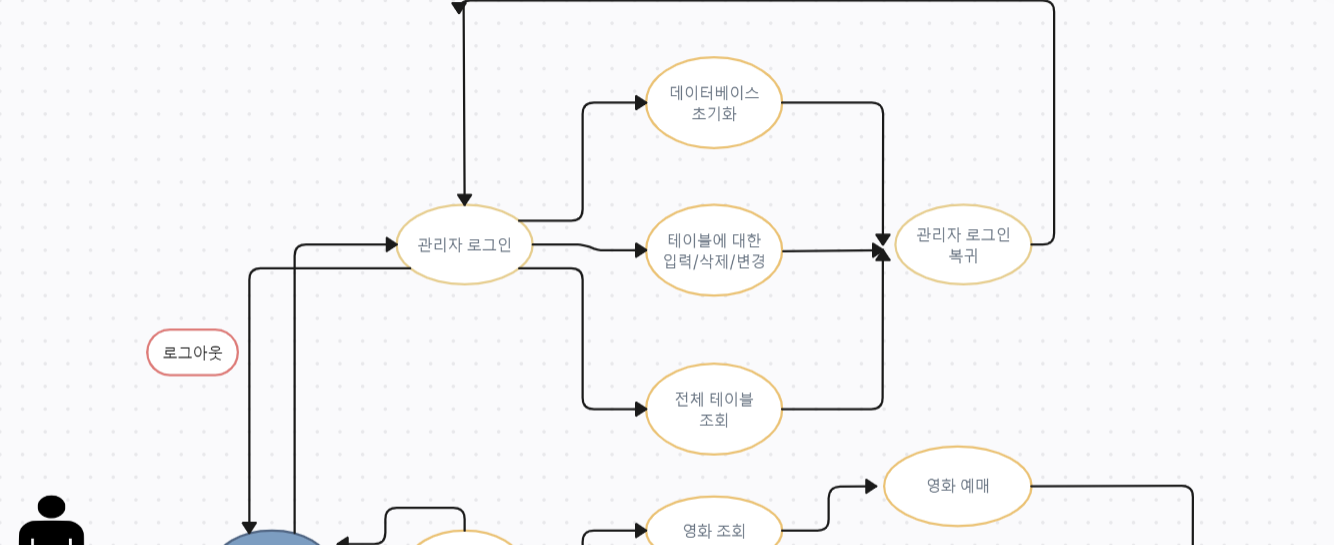 데이터베이스
초기화
관리자 로그인
테이블에 대한
입력/삭제/변경
관리자 로그인
복귀
로그아웃
전체 테이블
조회
영화 예매
영화 조회